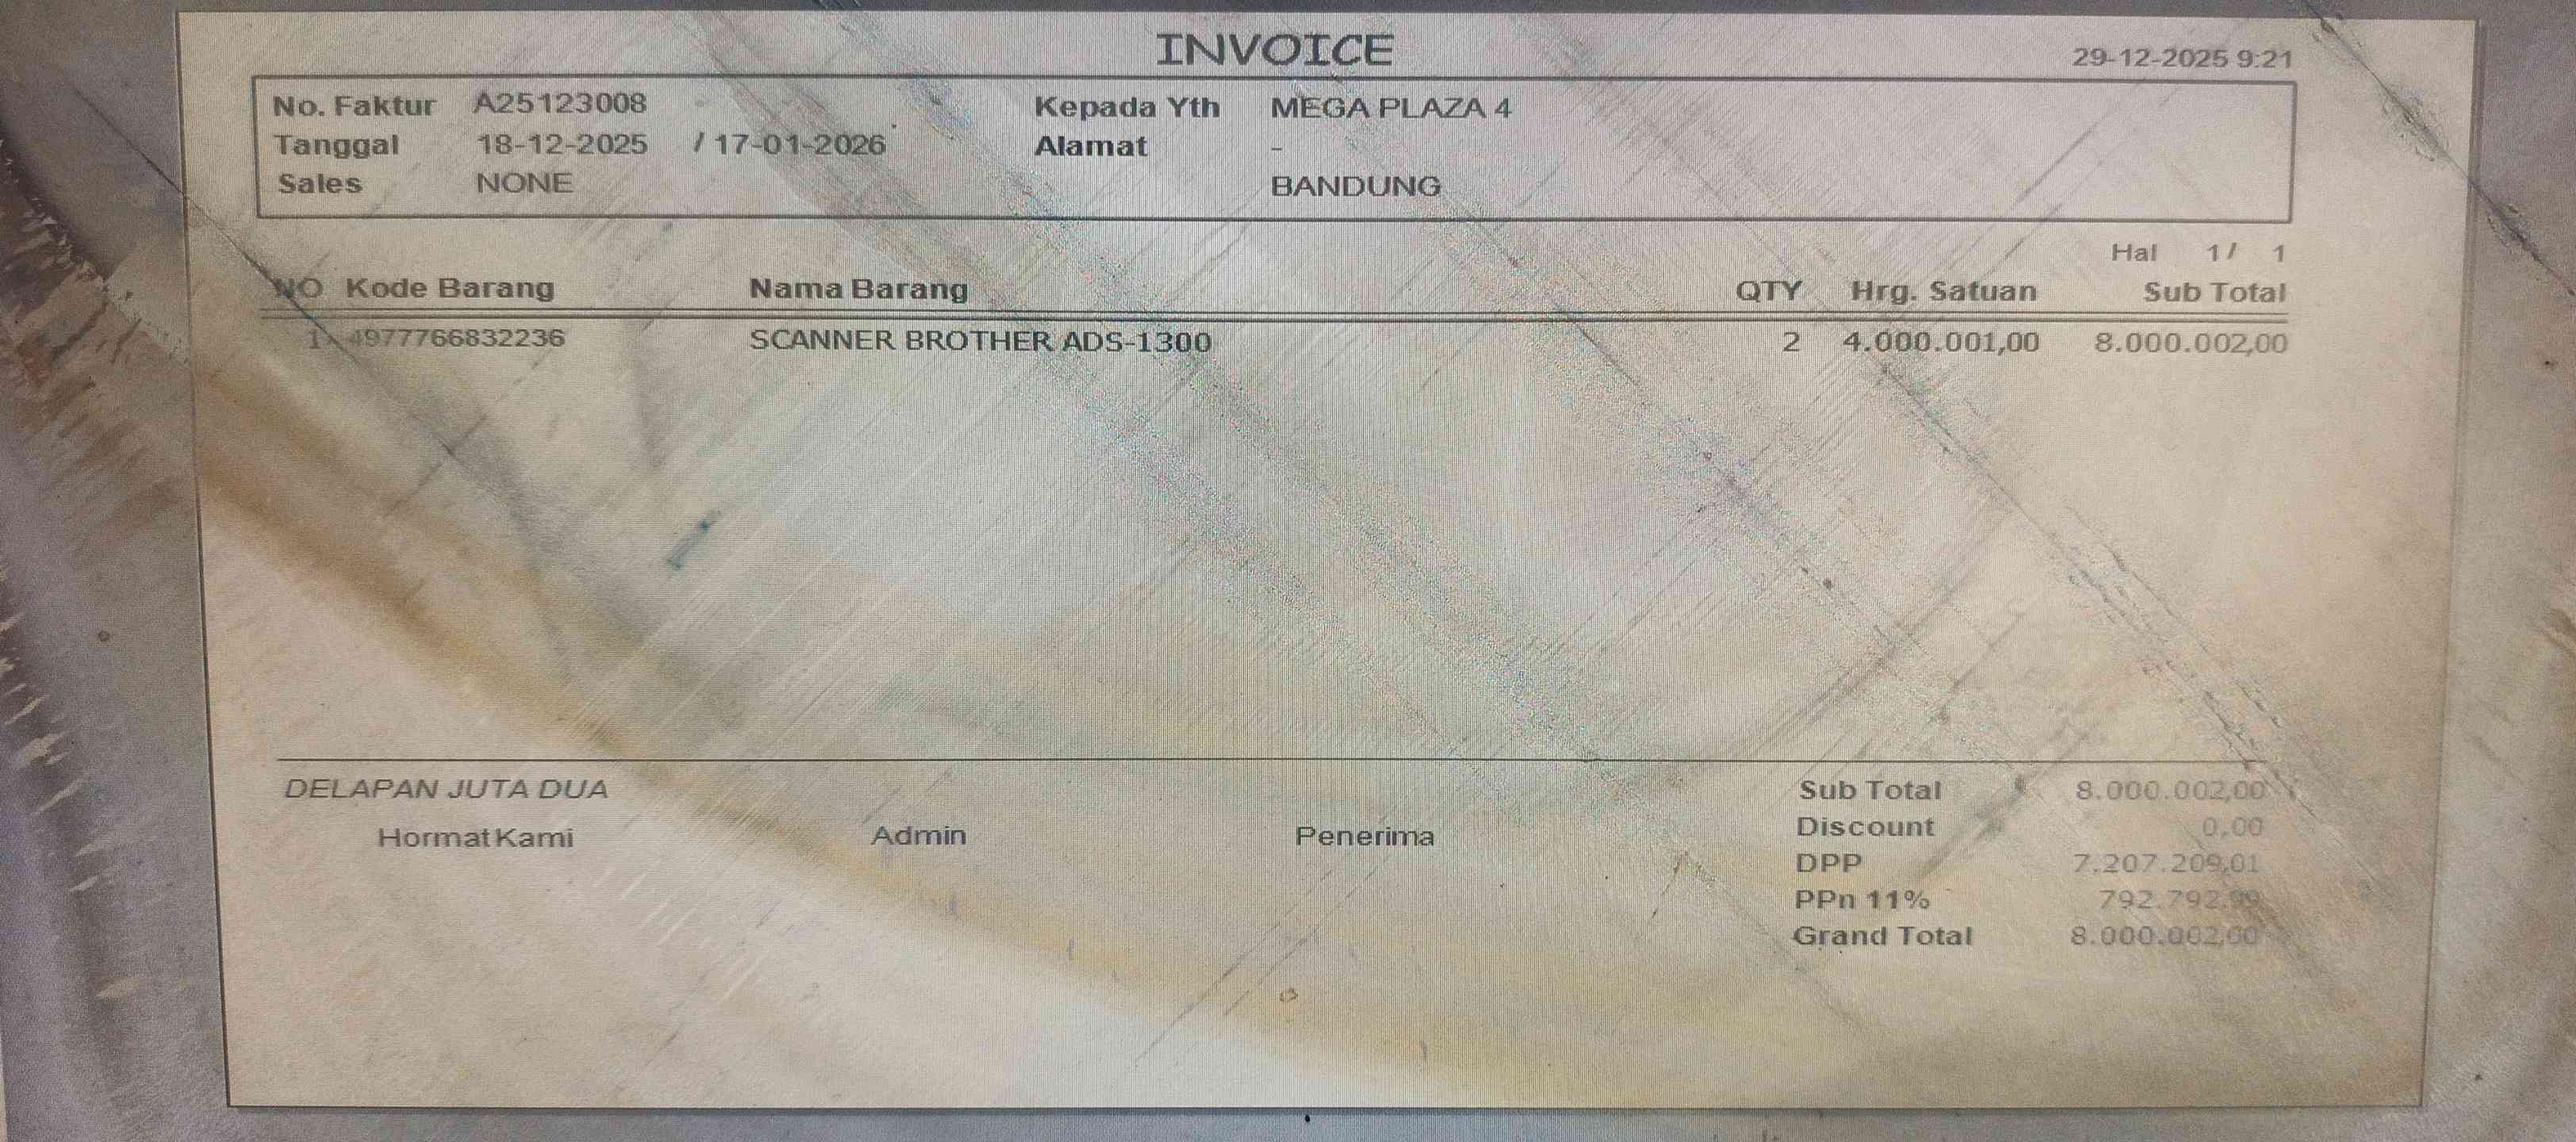 INVOICE
29-12-2025 9:21
No. Faktur A25123008 Kepada Yth MEGA PLAZA 4
Tanggal 18-12-2025 / 17-01-2026 Alamat -
Sales NONE BANDUNG
Hal 1/ 1
NO Kode Barang Nama Barang QTY Hrg. Satuan Sub Total
1 4977766832236 SCANNER BROTHER ADS-1300 2 4.000.001,00 8.000.002,00
DELAPAN JUTA DUA Sub Total 8.000.002,00
Hormat Kami Admin Penerima Discount 0,00
DPP 7.207.209,01
PPn 11% 792.792,99
Grand Total 8.000.002,00